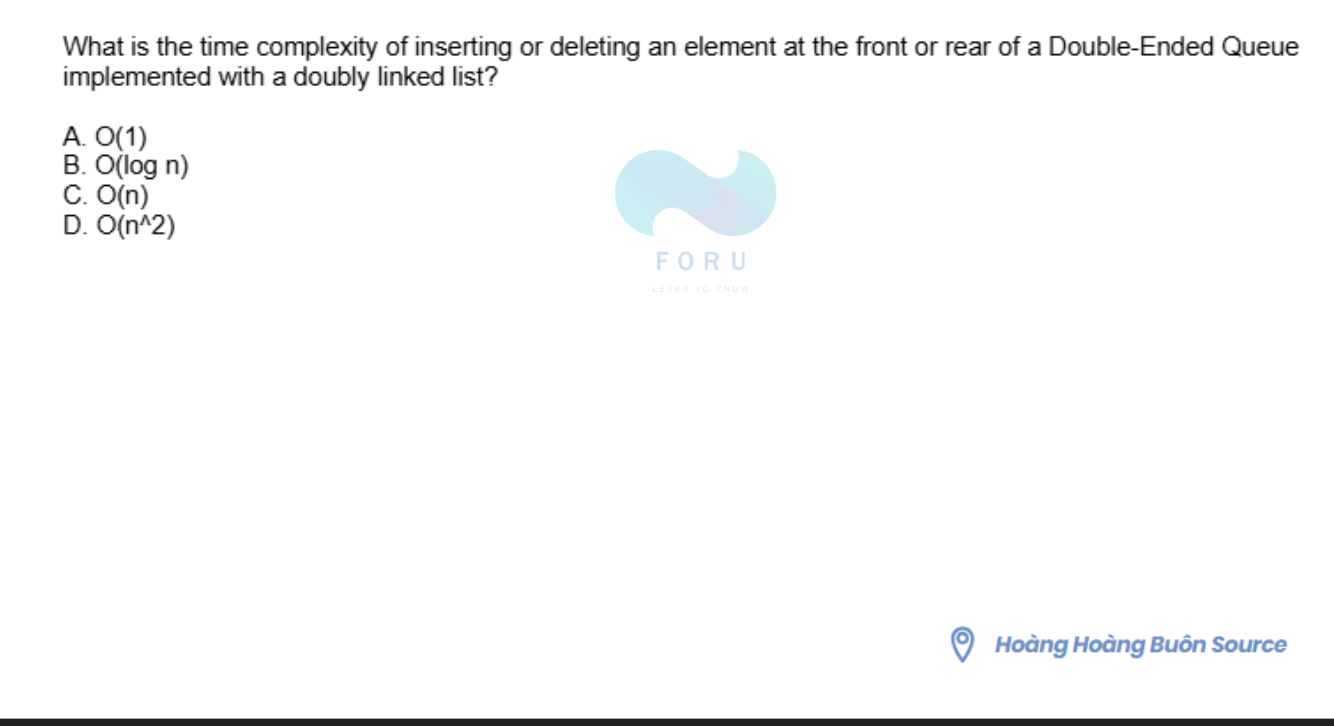 What is the time complexity of inserting or deleting an element at the front or rear of a Double-Ended Queue
implemented with a doubly linked list?
A. O(1)
B. O(log n)
C. O(n)
D. O(n^2)
FORU
LEARN TO KNOW
Hoàng Hoàng Buôn Source